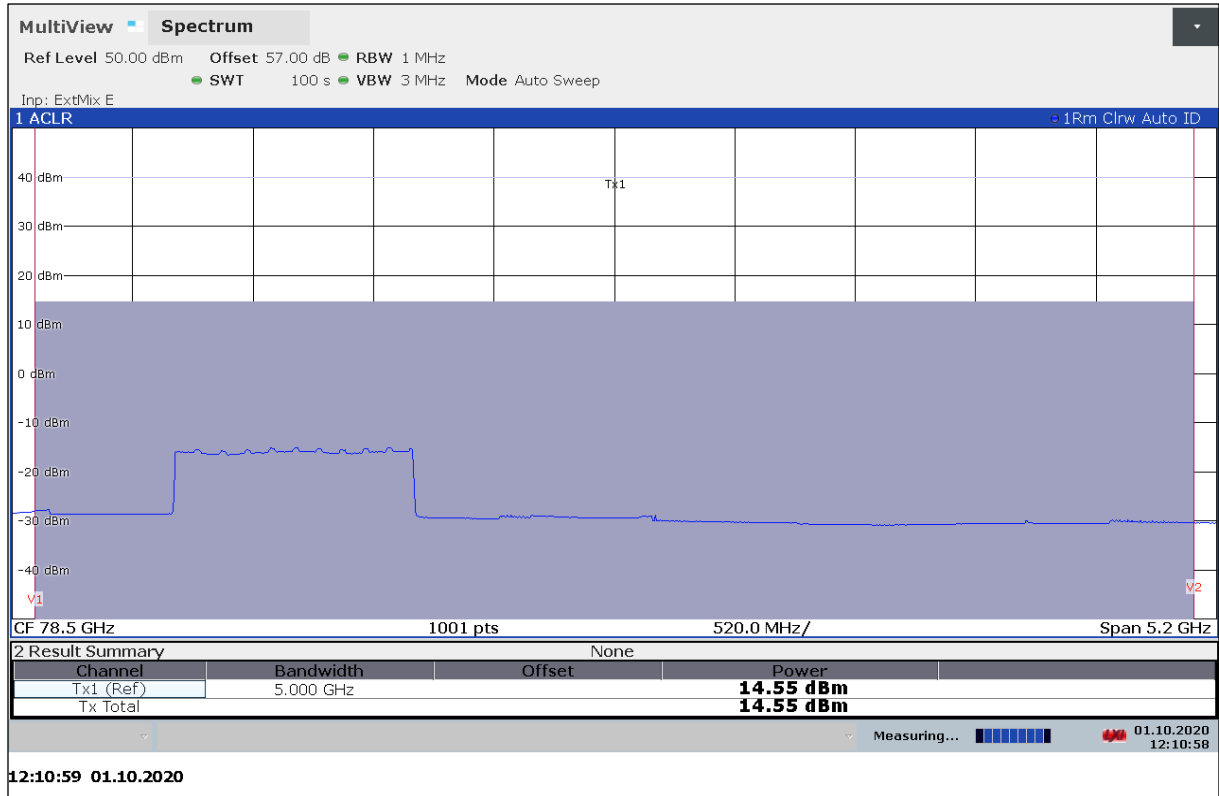 MultiView Spectrum
Ref Level 50.00 dBm Offset 57.00 dB RBW 1 MHz
SWT 100 s VBW 3 MHz Mode Auto Sweep
Inp: ExtMix E
1 ACLR 1Rm Clrw Auto ID
40 dBm
Tx1
30 dBm
20 dBm
10 dBm
0 dBm
-10 dBm
-20 dBm
-30 dBm
-40 dBm
V1 V2
CF 78.5 GHz 1001 pts 520.0 MHz/ Span 5.2 GHz
2 Result Summary None
Channel Bandwidth Offset Power
Tx1 (Ref) 5.000 GHz 14.55 dBm
Tx Total 14.55 dBm
Measuring... 01.10.2020
12:10:58
12:10:59 01.10.2020